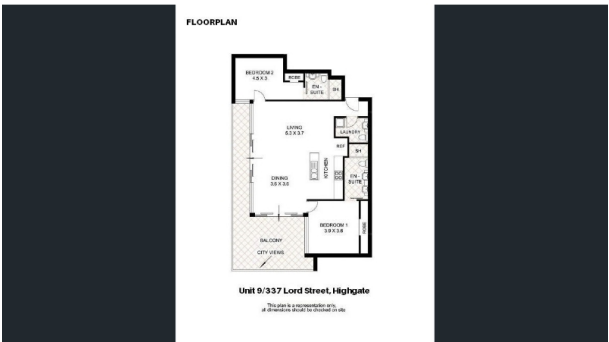 FLOORPLAN
BEDROOM 2
4.5 X 3
ROBE
EN-
SUITE
SH
LIVING
6.3 X 3.7
LAUNDRY
REF
SH
KITCHEN
DINING
3.6 X 3.6
EN-
SUITE
BEDROOM 1
3.9 X 3.6
ROBE
BALCONY
CITY VIEWS
Unit 9/337 Lord Street, Highgate
This plan is a representation only,
all dimensions should be checked on site